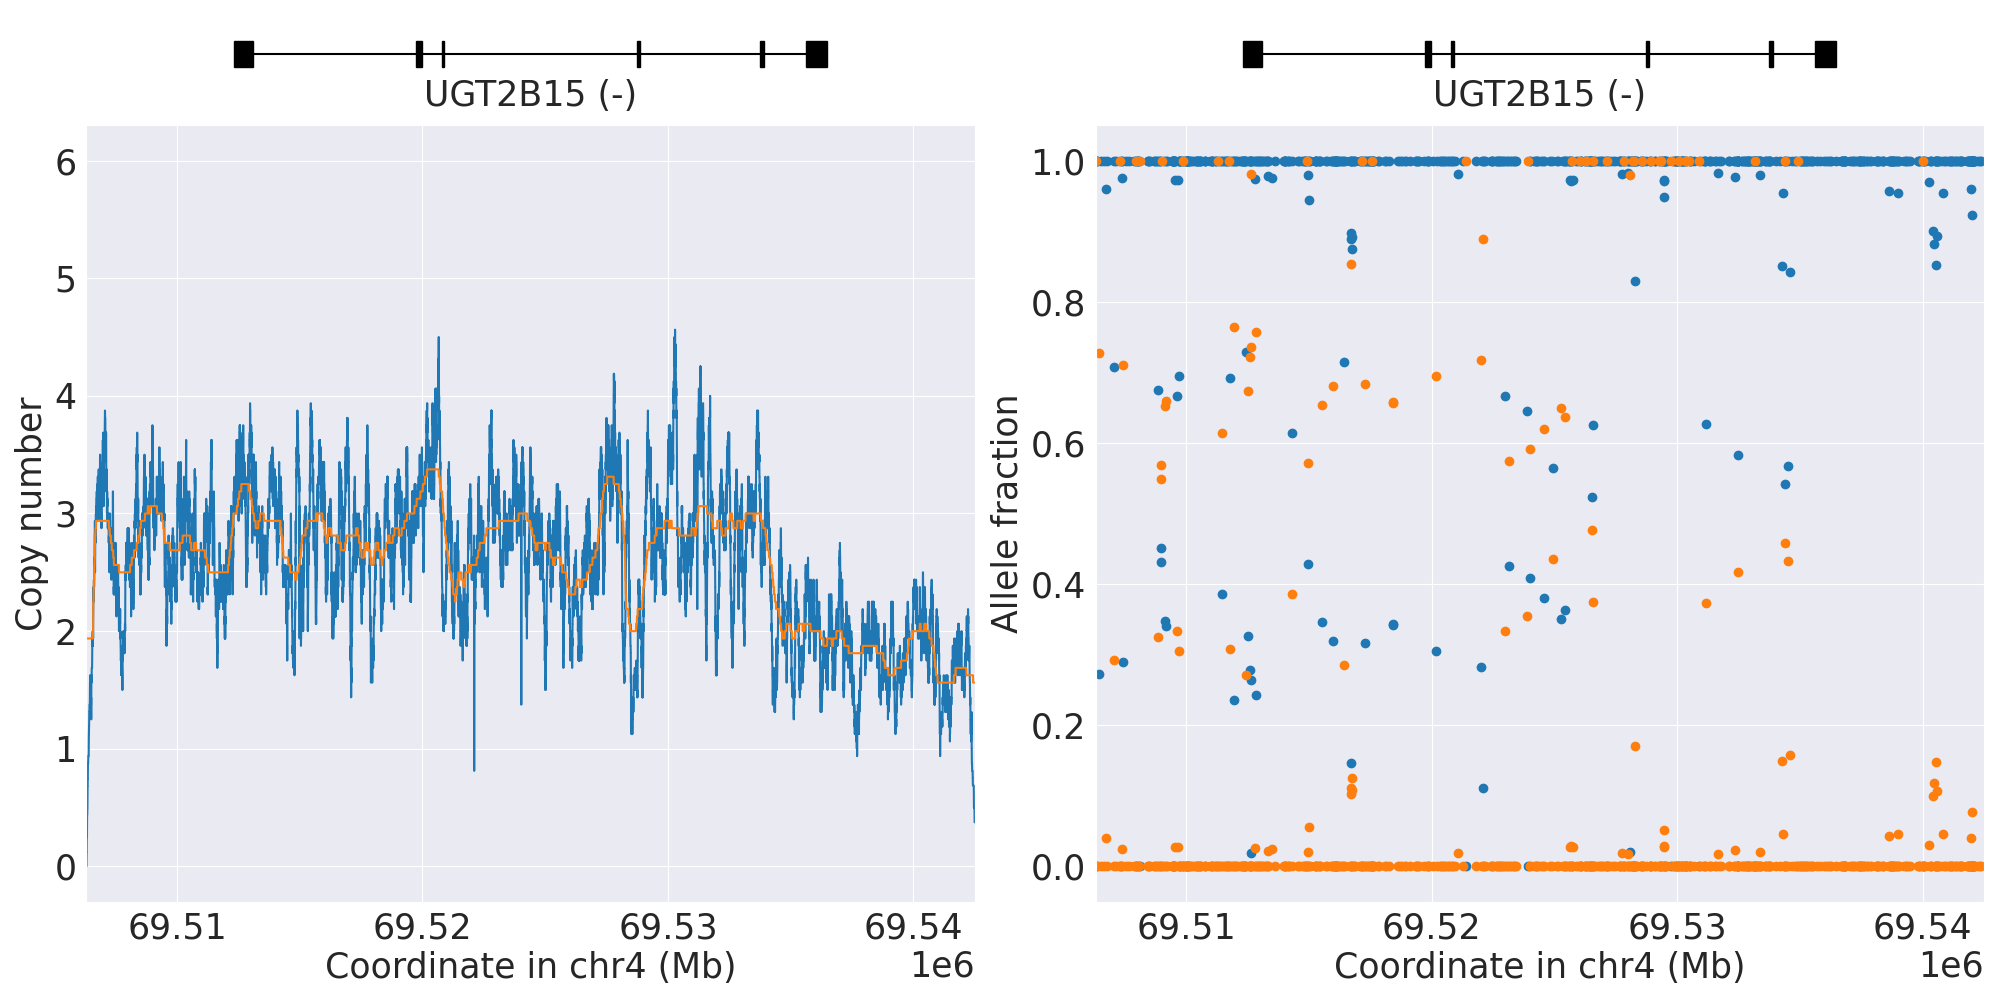 UGT2B15 (-)
6
5
4
3
2
1
0
Copy number
69.51 69.52 69.53 69.54
Coordinate in chr4 (Mb)
1e6
UGT2B15 (-)
1.0
0.8
0.6
0.4
0.2
0.0
Allele fraction
69.51 69.52 69.53 69.54
Coordinate in chr4 (Mb)
1e6